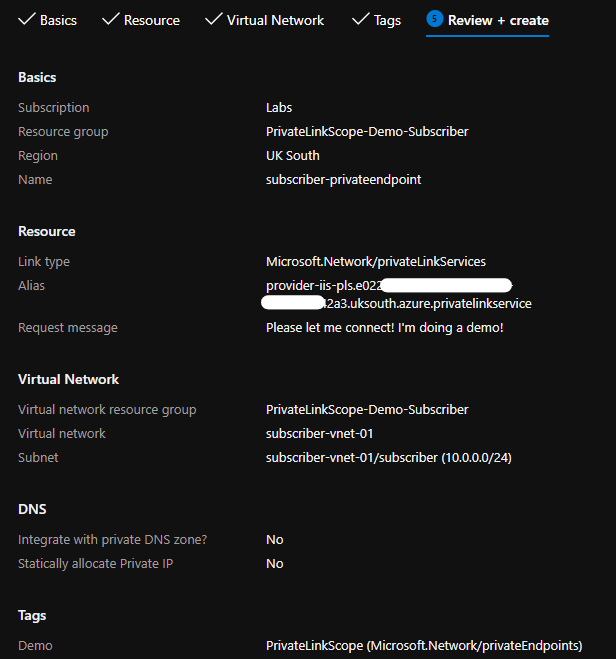 Basics Resource Virtual Network Tags 5 Review + create
Basics
Subscription Labs
Resource group PrivateLinkScope-Demo-Subscriber
Region UK South
Name subscriber-privateendpoint
Resource
Link type Microsoft.Network/privateLinkServices
Alias provider-iis-pls.e022
2a3.uksouth.azure.privatelinkservice
Request message Please let me connect! I'm doing a demo!
Virtual Network
Virtual network resource group PrivateLinkScope-Demo-Subscriber
Virtual network subscriber-vnet-01
Subnet subscriber-vnet-01/subscriber (10.0.0.0/24)
DNS
Integrate with private DNS zone? No
Statically allocate Private IP No
Tags
Demo PrivateLinkScope (Microsoft.Network/privateEndpoints)